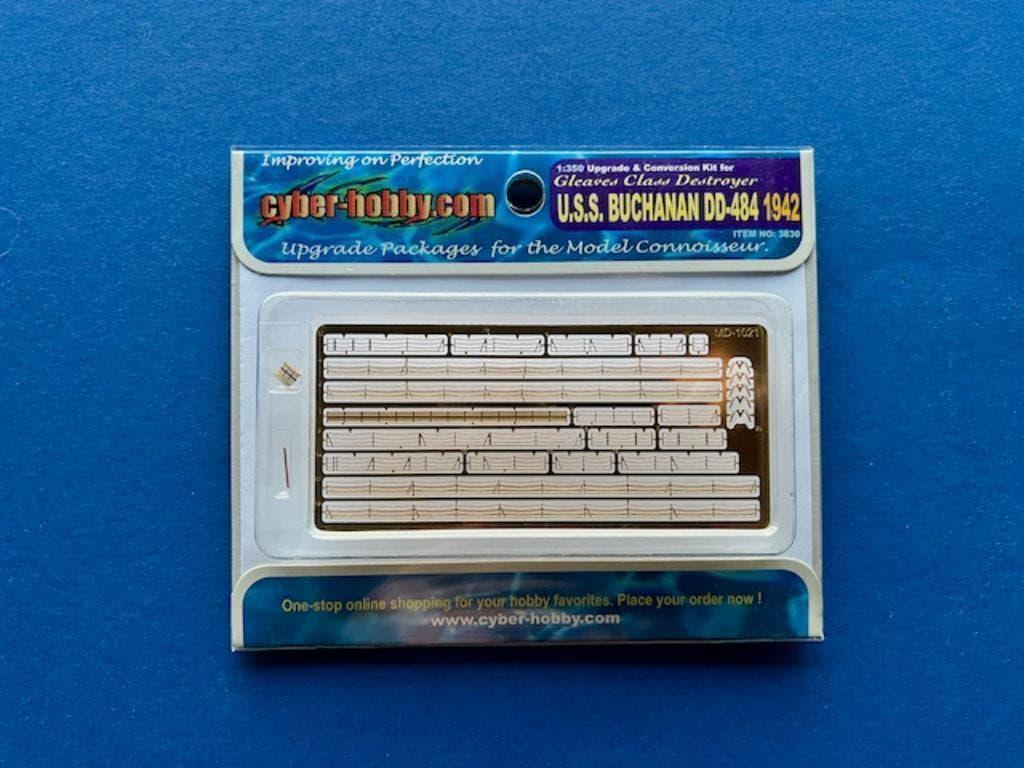 Improving on Perfection
cyber-hobby.com
Upgrade Packages for the Model Connoisseur.
1:350 Upgrade & Conversion Kit for
Gleaves Class Destroyer
U.S.S. BUCHANAN DD-484 1942
ITEM NO: 3830
MD-1021
One-stop online shopping for your hobby favorites. Place your order now !
www.cyber-hobby.com